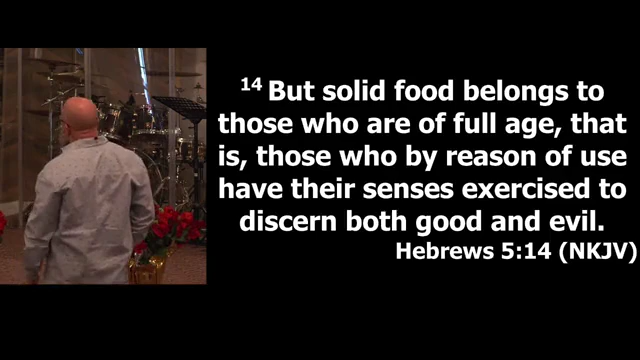 14 But solid food belongs to
those who are of full age, that
is, those who by reason of use
have their senses exercised to
discern both good and evil.
Hebrews 5:14 (NKJV)